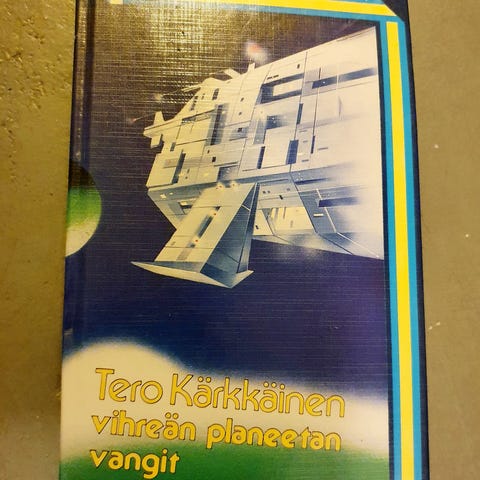 Tero Kärkkäinen
vihreän planeetan
vangit